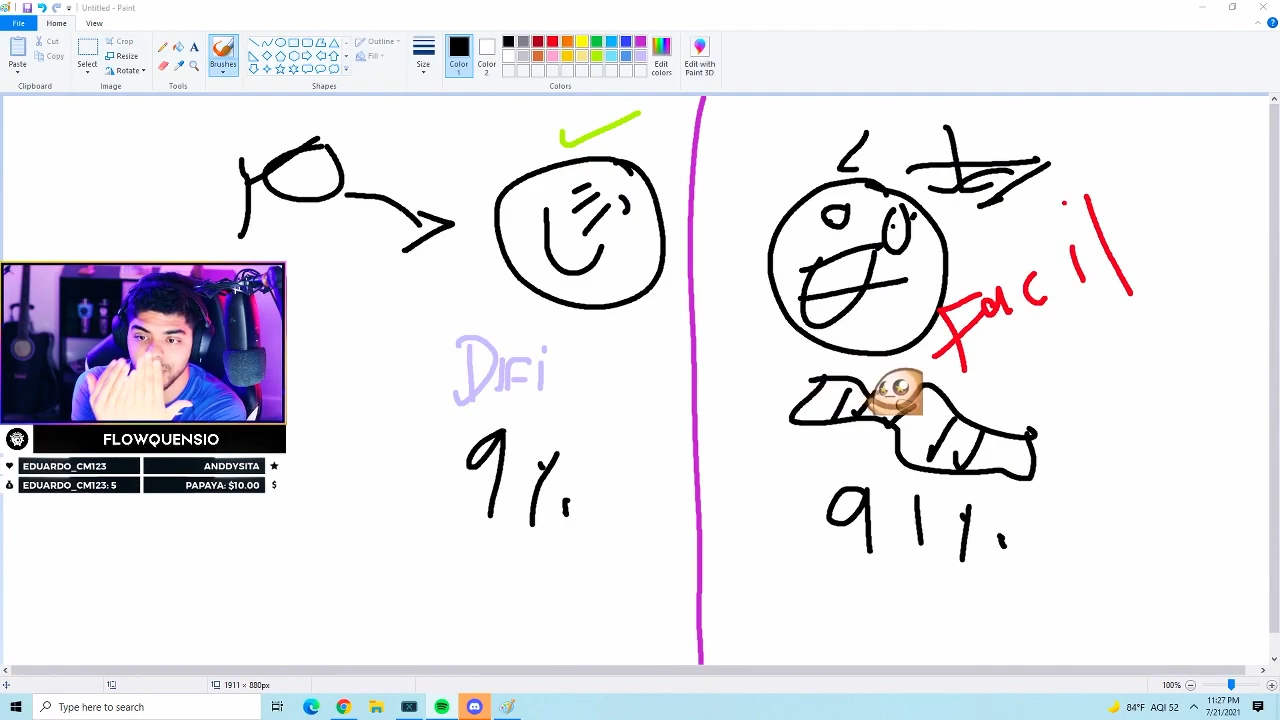 Untitled - Paint
File
Home
View
Paste
Cut
Copy
Clipboard
Select
Crop
Resize
Rotate
Image
Tools
Brushes
Shapes
Outline
Fill
Size
Color
1
Color
2
Edit
colors
Colors
Edit with
Paint 3D
Facil
DIFi
9%
91%
FLOWQUENSIO
EDUARDO_CM123
ANDDYSITA
EDUARDO_CM123: 5
PAPAYA: $10.00
$
1911 × 880px
100%
Type here to search
84°F AQI 52
11:27 PM
7/21/2021